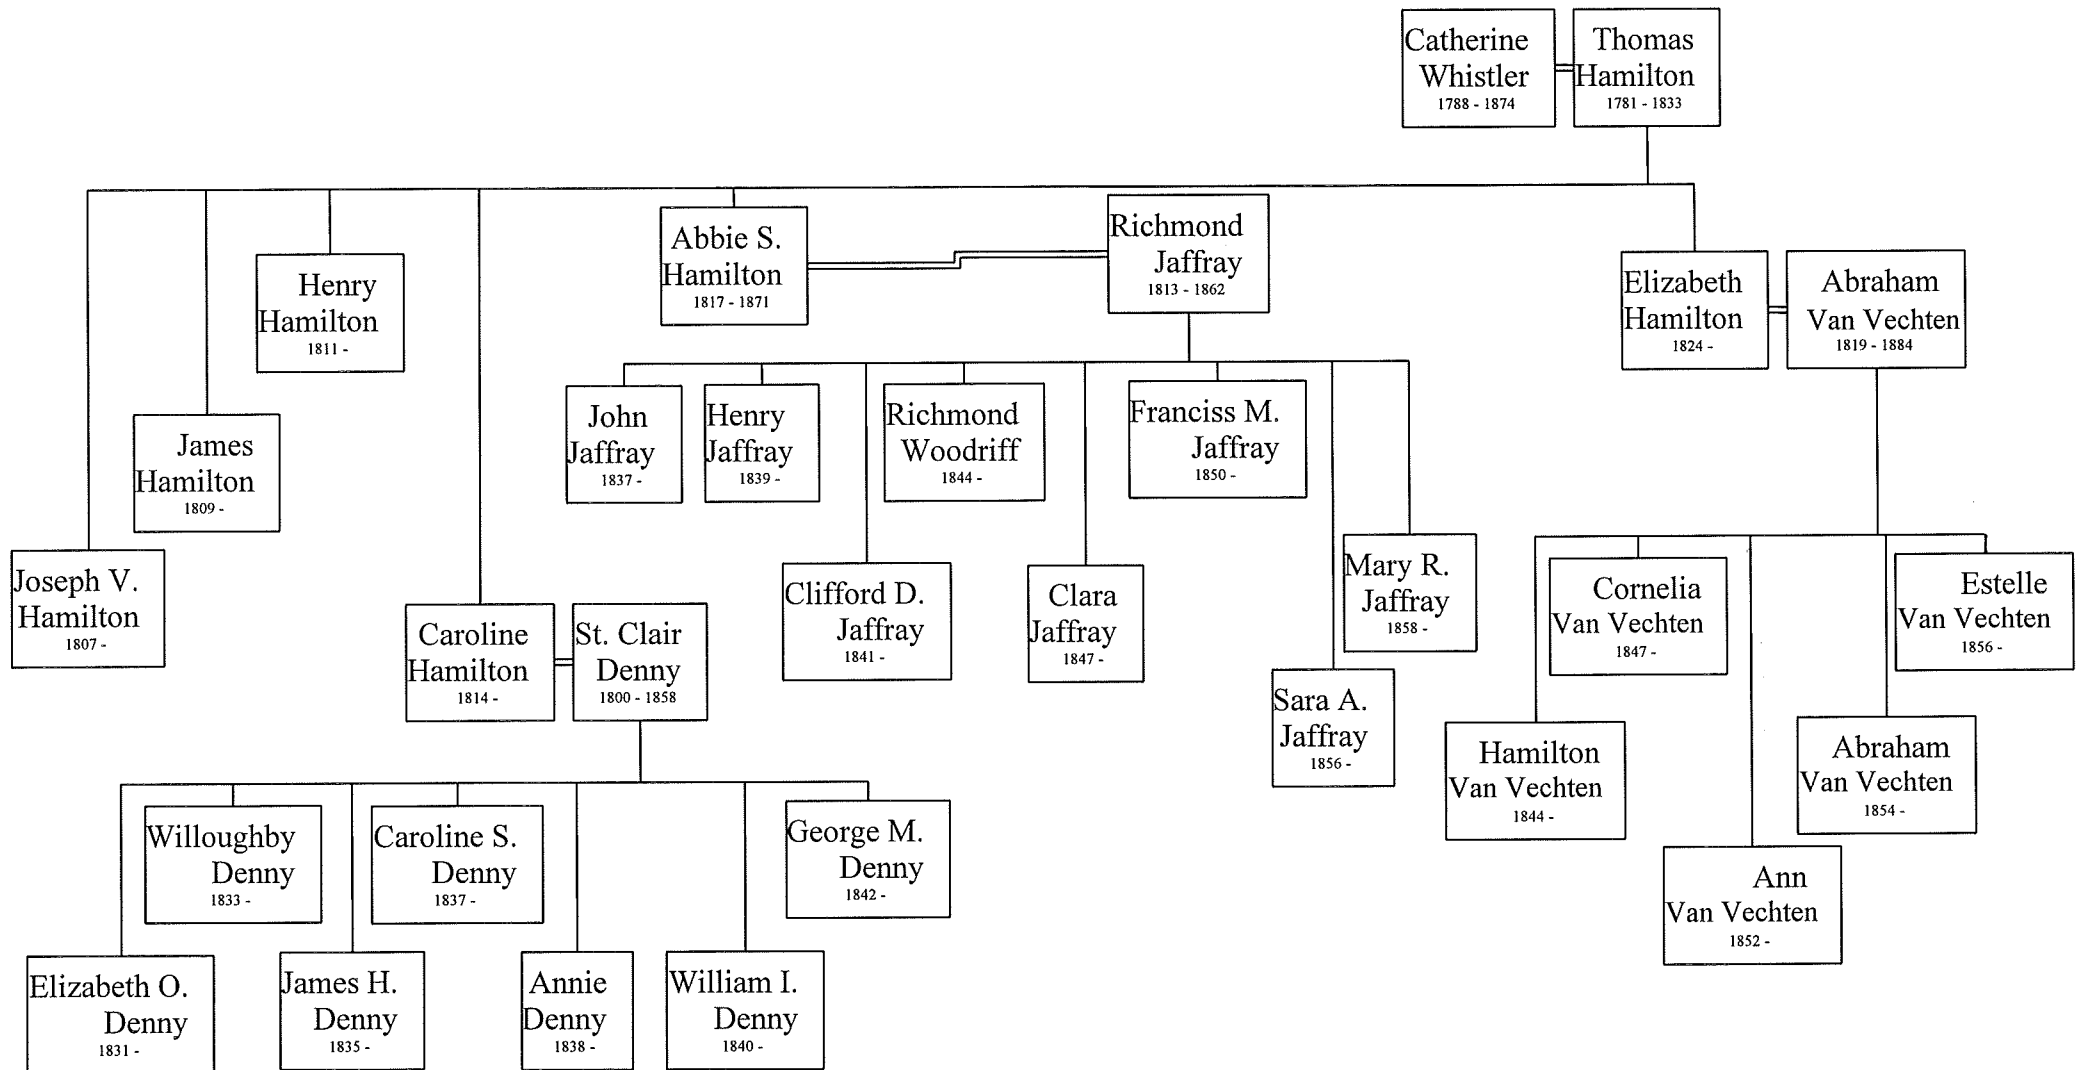 Catherine
Whistler
1788 - 1874
Thomas
Hamilton
1781 - 1833
Abbie S.
Hamilton
1817 - 1871
Richmond
Jaffray
1813 - 1862
Henry
Hamilton
1811 -
Elizabeth
Hamilton
1824 -
Abraham
Van Vechten
1819 - 1884
James
Hamilton
1809 -
John
Jaffray
1837 -
Henry
Jaffray
1839 -
Richmond
Woodriff
1844 -
Franciss M.
Jaffray
1850 -
Joseph V.
Hamilton
1807 -
Caroline
Hamilton
1814 -
St. Clair
Denny
1800 - 1858
Clifford D.
Jaffray
1841 -
Clara
Jaffray
1847 -
Mary R.
Jaffray
1858 -
Cornelia
Van Vechten
1847 -
Estelle
Van Vechten
1856 -
Sara A.
Jaffray
1856 -
Hamilton
Van Vechten
1844 -
Abraham
Van Vechten
1854 -
Willoughby
Denny
1833 -
Caroline S.
Denny
1837 -
George M.
Denny
1842 -
Ann
Van Vechten
1852 -
Elizabeth O.
Denny
1831 -
James H.
Denny
1835 -
Annie
Denny
1838 -
William I.
Denny
1840 -